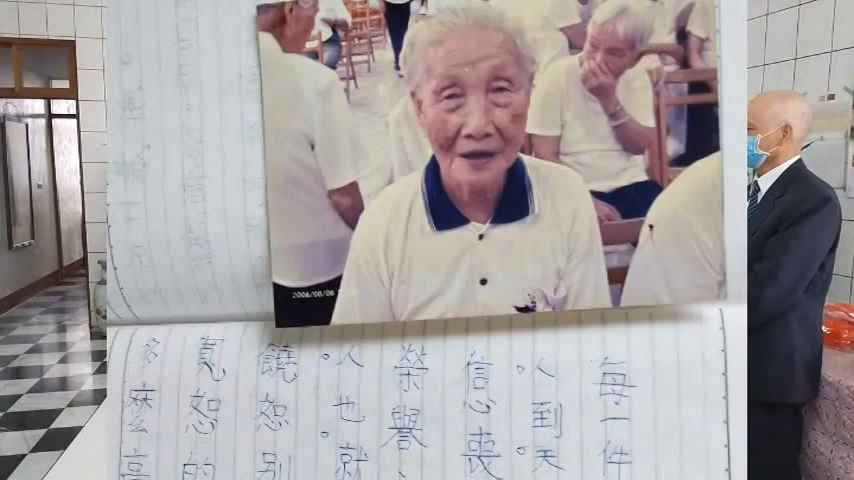 2006/08/06
每一件
人到天。。
信心喪
榮譽、
人也就。。
饒恕別
寬恕的
多麼高